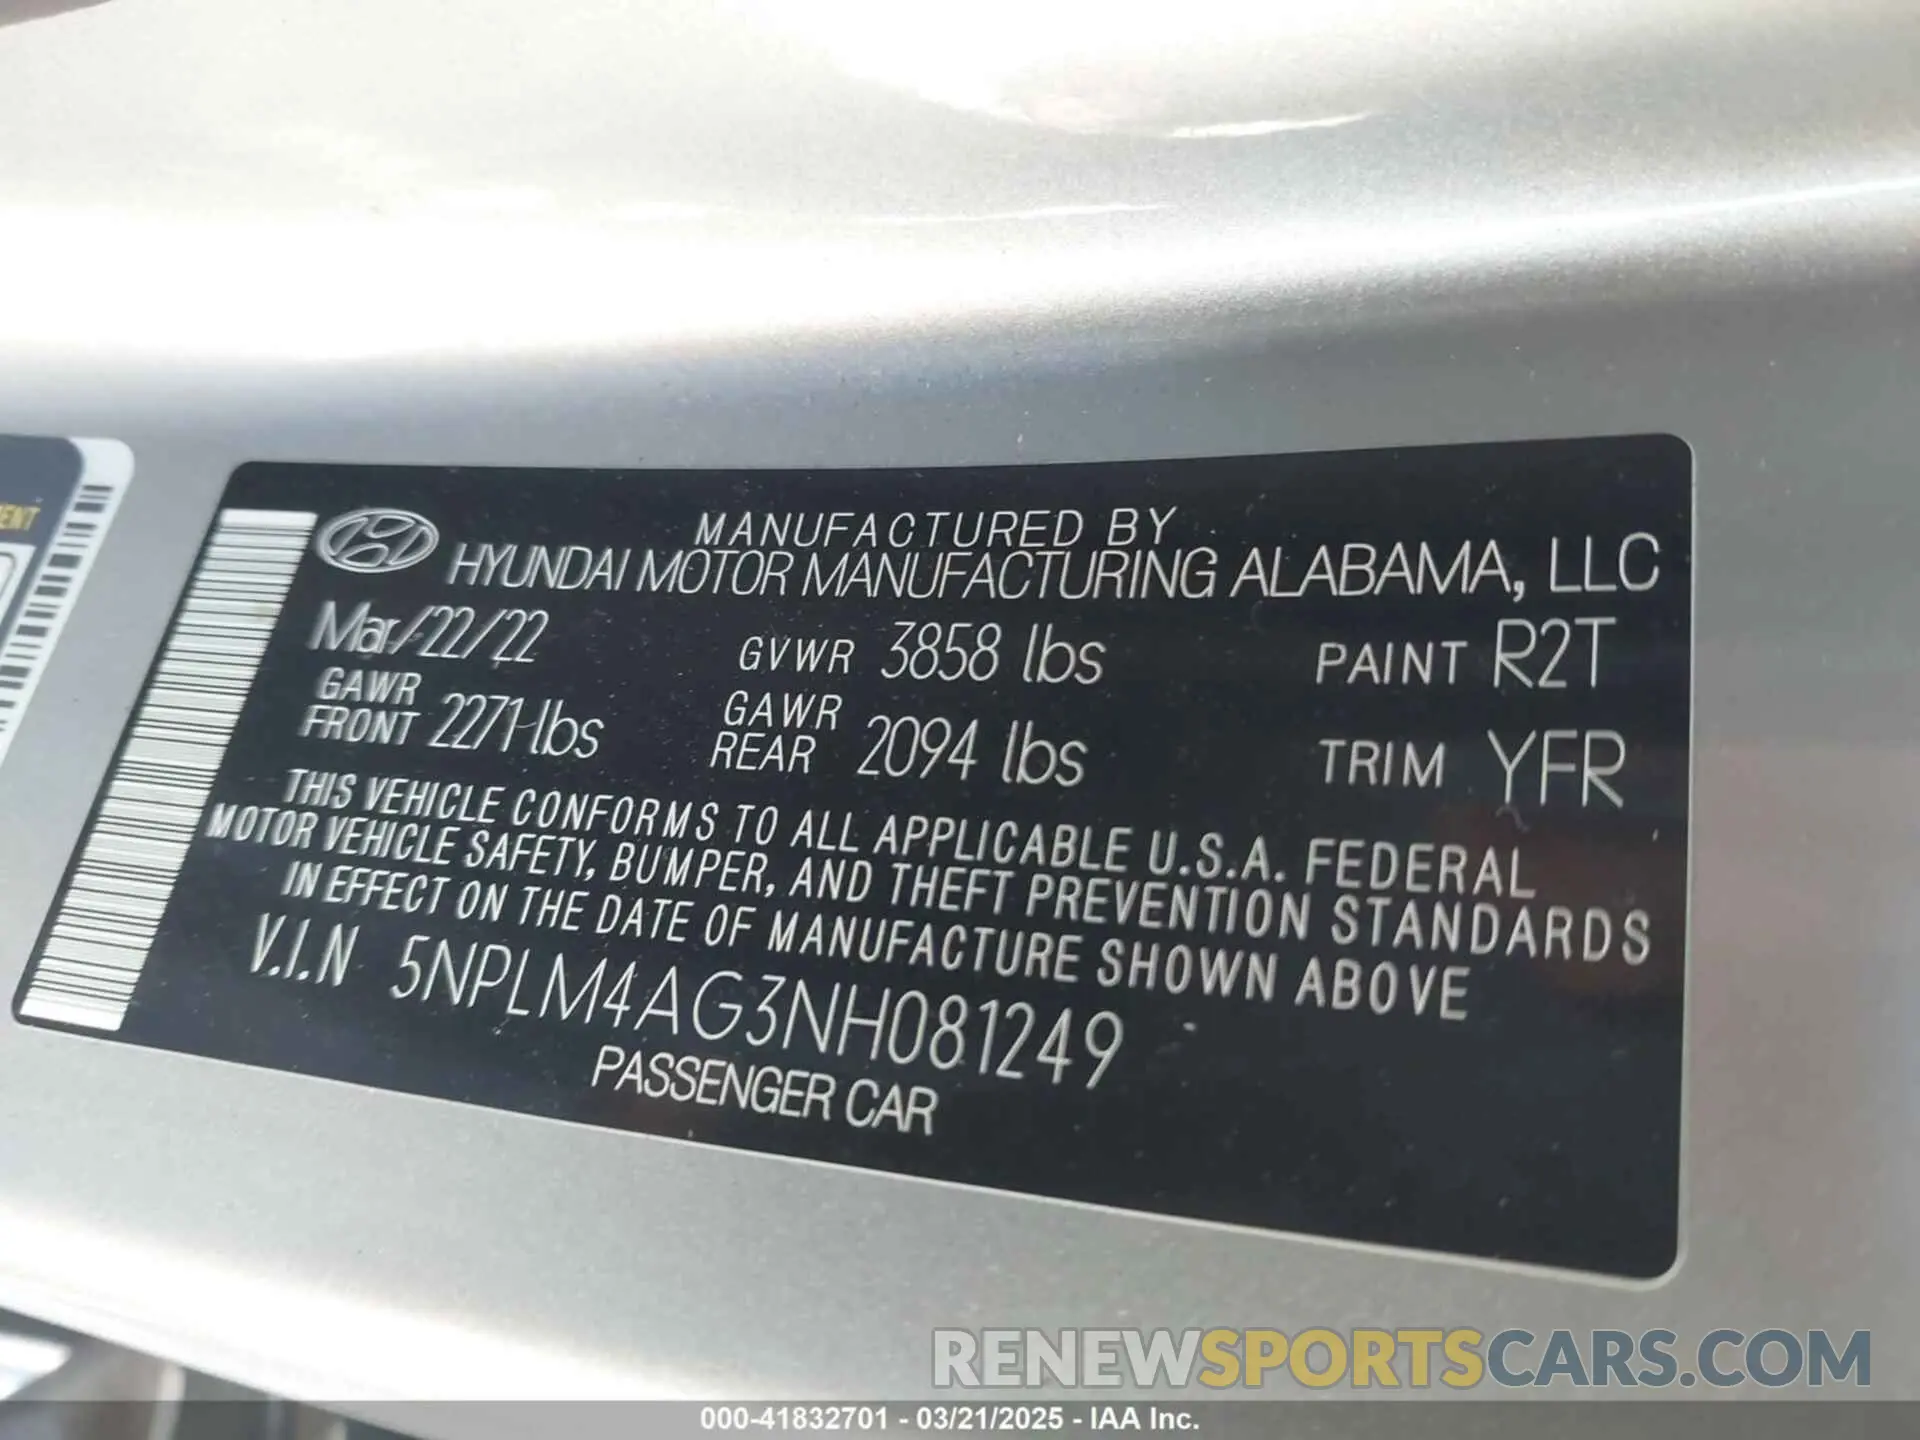 MENT
MANUFACTURED BY
HYUNDAI MOTOR MANUFACTURING ALABAMA, LLC
Mar/22/22 GVWR 3858 lbs PAINT R2T
GAWR FRONT 2271 lbs GAWR REAR 2094 lbs TRIM YFR
THIS VEHICLE CONFORMS TO ALL APPLICABLE U.S.A. FEDERAL
MOTOR VEHICLE SAFETY, BUMPER, AND THEFT PREVENTION STANDARDS
IN EFFECT ON THE DATE OF MANUFACTURE SHOWN ABOVE
V.I.N 5NPLM4AG3NH081249
PASSENGER CAR
RENEWSPORTSCARS.COM
000-41832701 - 03/21/2025 - IAA Inc.